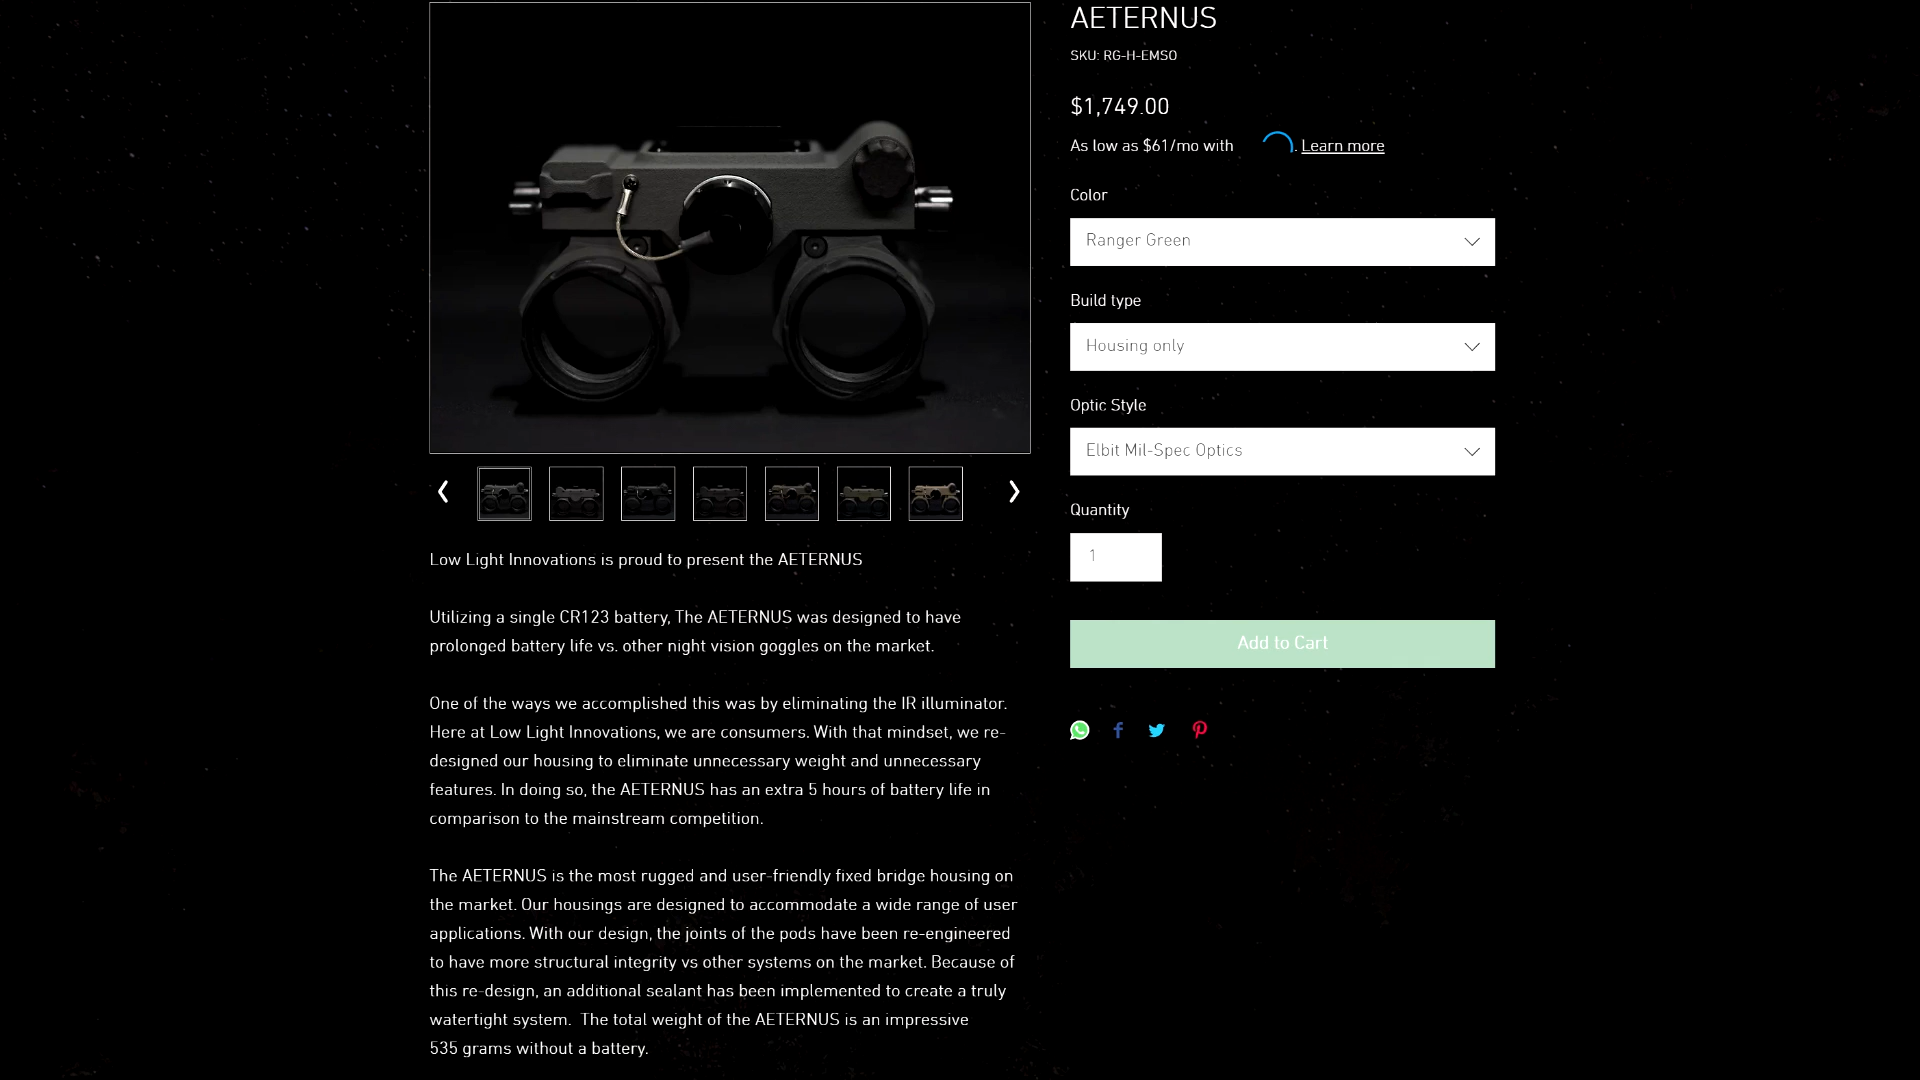 AETERNUS
SKU: RG-H-EMSO
$1,749.00
As low as $61/mo with . Learn more
Color
Ranger Green
Build type
Housing only
Optic Style
Elbit Mil-Spec Optics
Quantity
1
Add to Cart
Low Light Innovations is proud to present the AETERNUS
Utilizing a single CR123 battery, The AETERNUS was designed to have
prolonged battery life vs. other night vision goggles on the market.
One of the ways we accomplished this was by eliminating the IR illuminator.
Here at Low Light Innovations, we are consumers. With that mindset, we re-
designed our housing to eliminate unnecessary weight and unnecessary
features. In doing so, the AETERNUS has an extra 5 hours of battery life in
comparison to the mainstream competition.
The AETERNUS is the most rugged and user-friendly fixed bridge housing on
the market. Our housings are designed to accommodate a wide range of user
applications. With our design, the joints of the pods have been re-engineered
to have more structural integrity vs other systems on the market. Because of
this re-design, an additional sealant has been implemented to create a truly
watertight system.  The total weight of the AETERNUS is an impressive
535 grams without a battery.